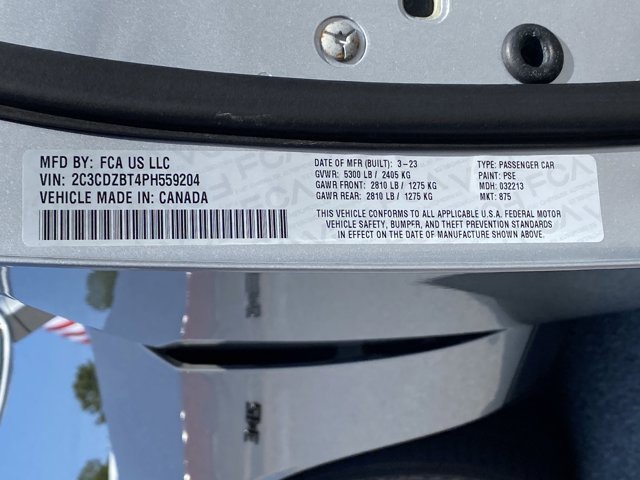 MFD BY: FCA US LLC
VIN: 2C3CDZBT4PH559204
VEHICLE MADE IN: CANADA
DATE OF MFR (BUILT): 3-23
GVWR: 5300 LB / 2405 KG
GAWR FRONT: 2810 LB / 1275 KG
GAWR REAR: 2810 LB / 1275 KG
TYPE: PASSENGER CAR
PAINT: PSE
MDH: 032213
MKT: 875
THIS VEHICLE CONFORMS TO ALL APPLICABLE U.S.A. FEDERAL MOTOR
VEHICLE SAFETY, BUMPER, AND THEFT PREVENTION STANDARDS
IN EFFECT ON THE DATE OF MANUFACTURE SHOWN ABOVE.